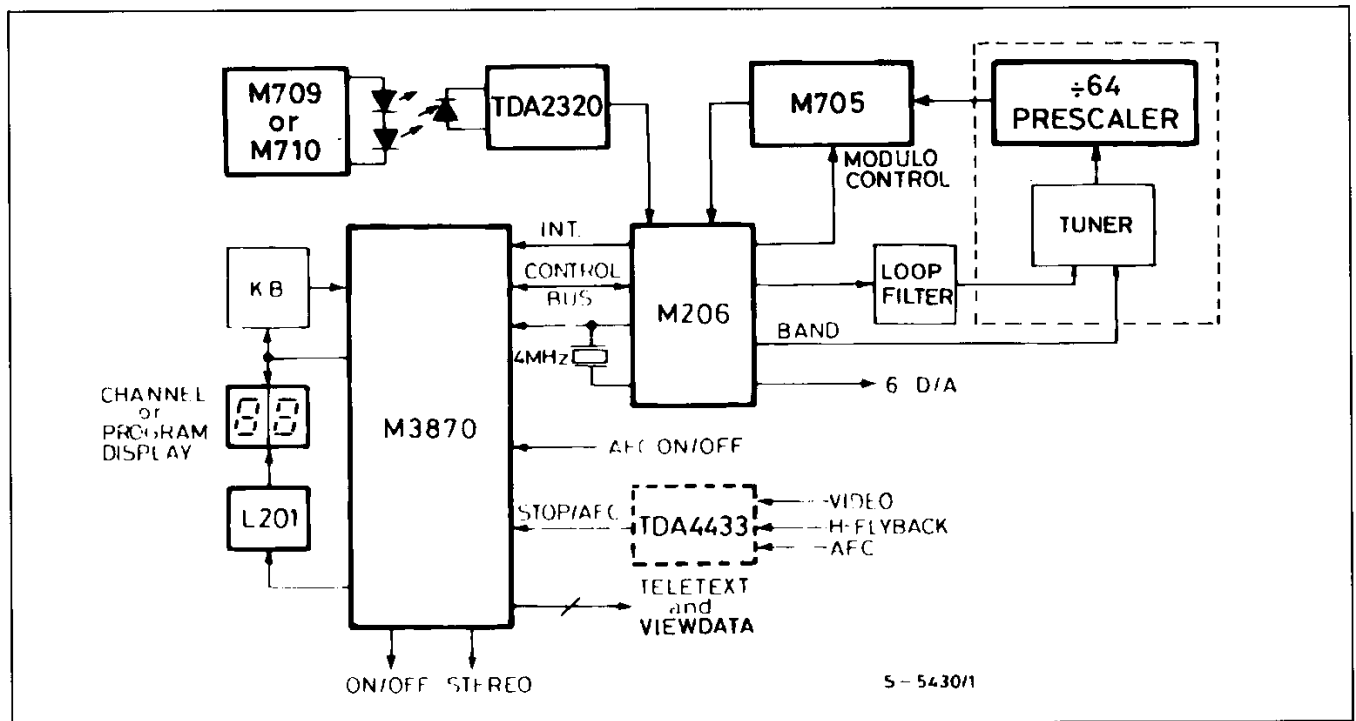 M709
or
M710
TDA2320
M705
÷64
PRESCALER
MODULO
CONTROL
TUNER
INT.
CONTROL
BUS
KB
M206
LOOP
FILTER
BAND
4MHz
6 D/A
CHANNEL
or
PROGRAM
DISPLAY
88
M3870
AFC ON/OFF
L201
STOP/AFC
TDA4433
VIDEO
H-FLYBACK
AFC
TELETEXT
and
VIEWDATA
ON/OFF STEREO
S-5430/1